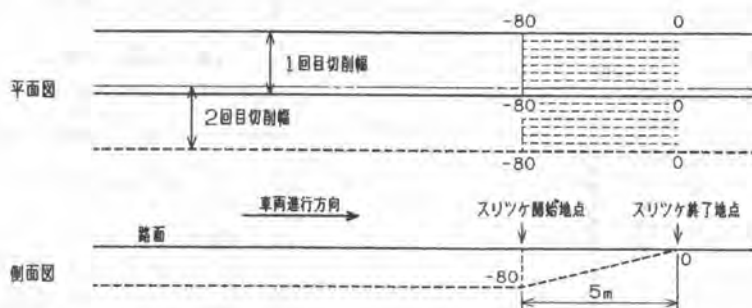 -80 0
1回目切削幅
平面図
-80 0
2回目切削幅
-80 0
車両進行方向 スリツケ開始地点 スリツケ終了地点
路面
0
側面図
-80
5m